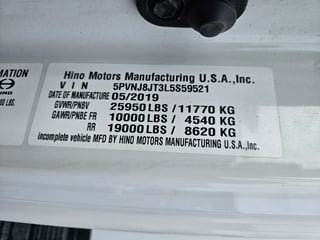 Hino Motors Manufacturing U.S.A.,Inc.
V I N 5PVNJ8JT3L5S59521
DATE OF MANUFACTURE 05/2019
GVWR/PNBV 25950 LBS / 11770 KG
GAWR/PNBE FR 10000 LBS / 4540 KG
RR 19000 LBS / 8620 KG
incomplete vehicle MFD BY HINO MOTORS MANUFACTURING U.S.A., INC.
MATION
HINO
00 LBS.